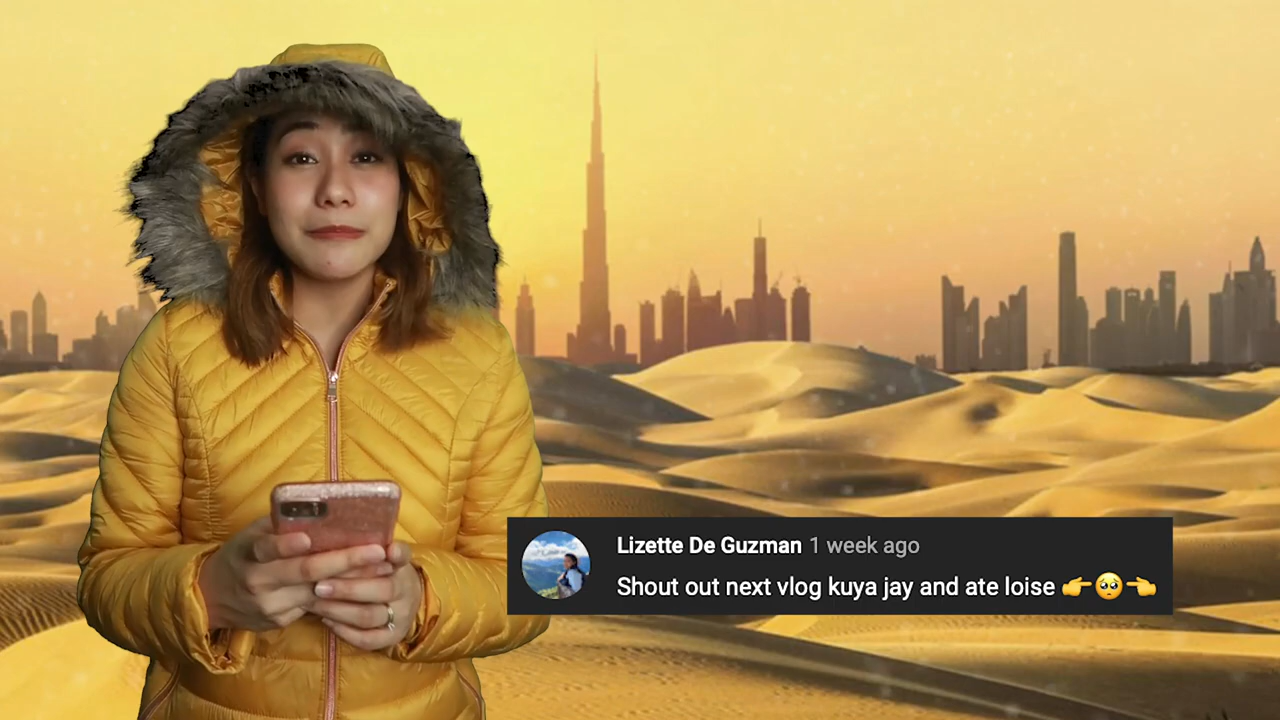 Lizette De Guzman 1 week ago
Shout out next vlog kuya jay and ate loise 👉🥺👈